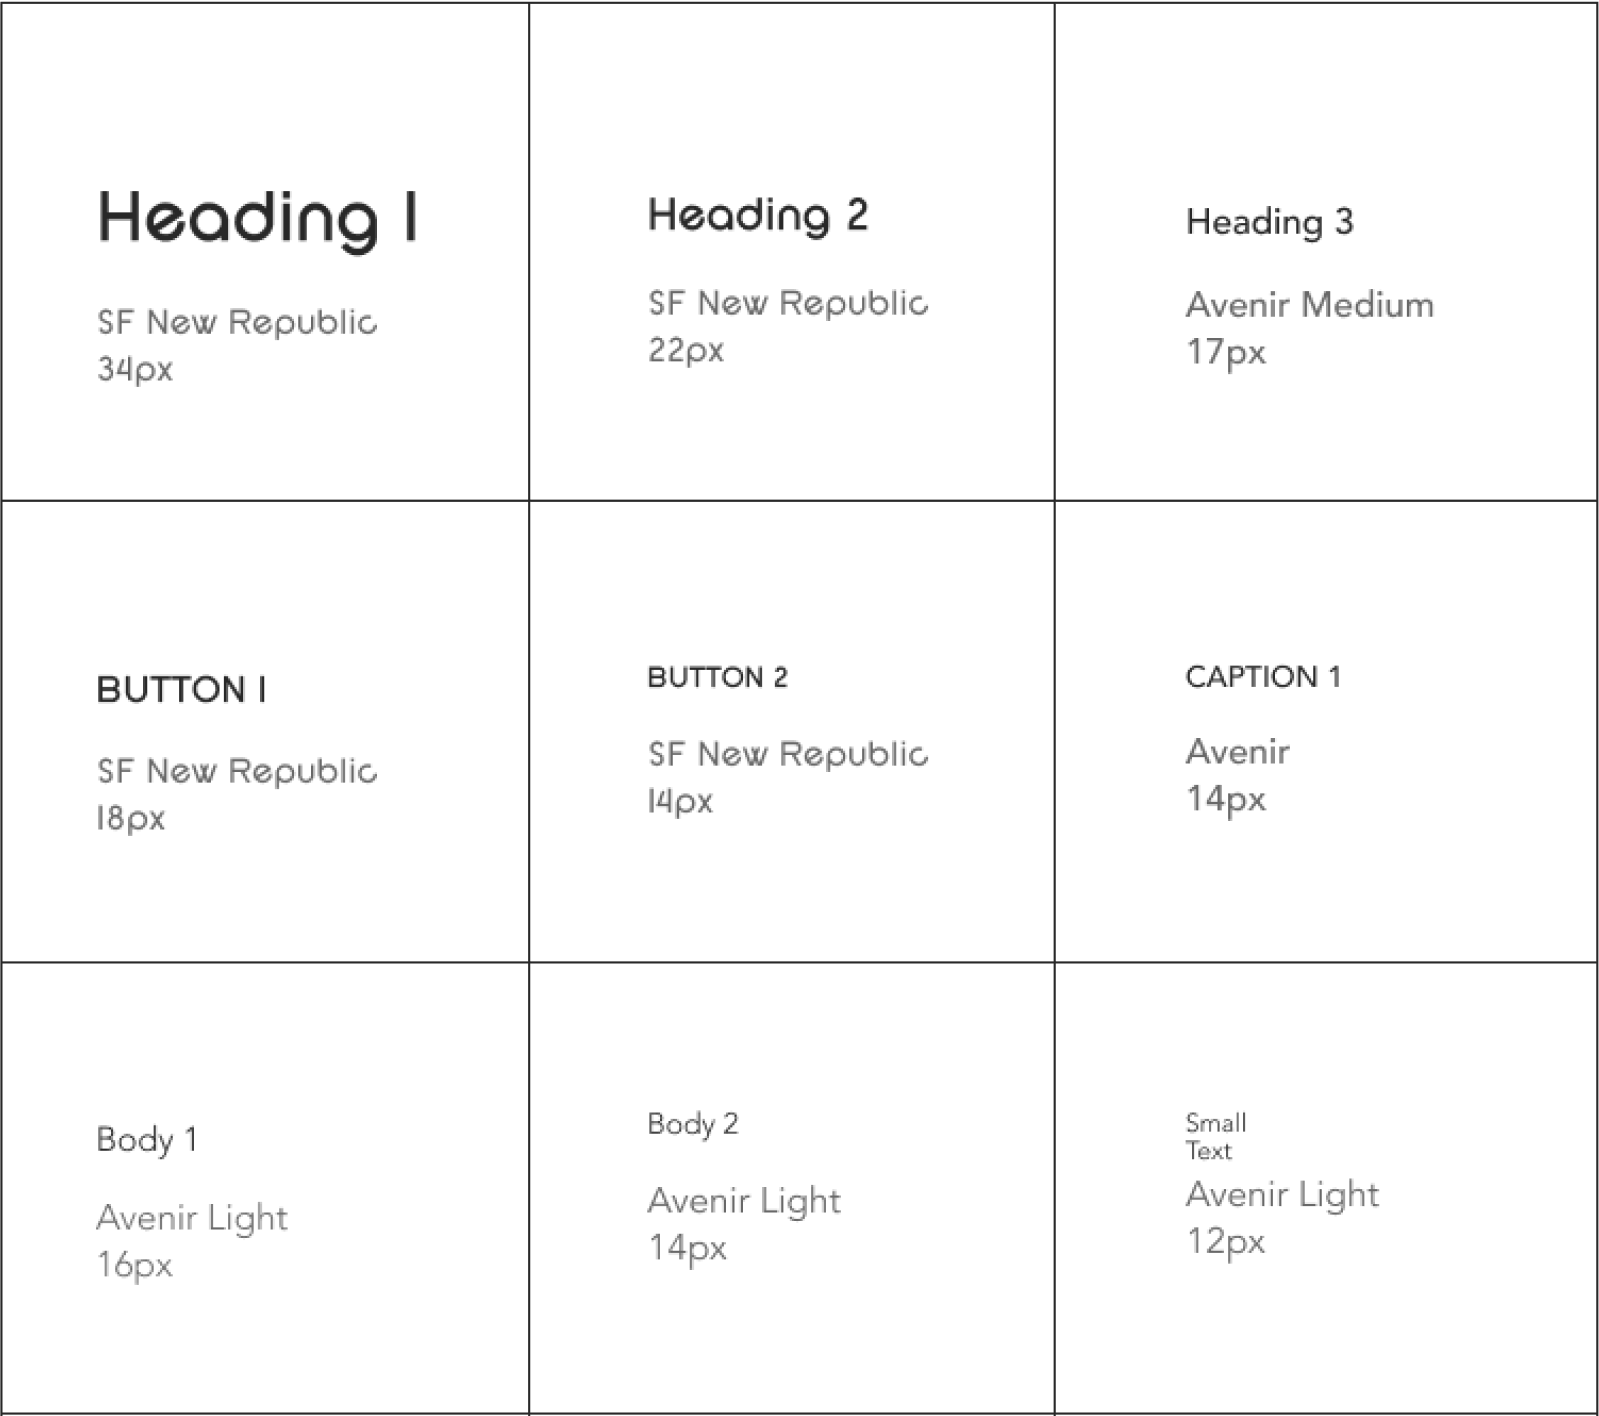 Heading 1
SF New Republic
34px
Heading 2
SF New Republic
22px
Heading 3
Avenir Medium
17px
BUTTON 1
SF New Republic
18px
BUTTON 2
SF New Republic
14px
CAPTION 1
Avenir
14px
Body 1
Avenir Light
16px
Body 2
Avenir Light
14px
Small
Text
Avenir Light
12px